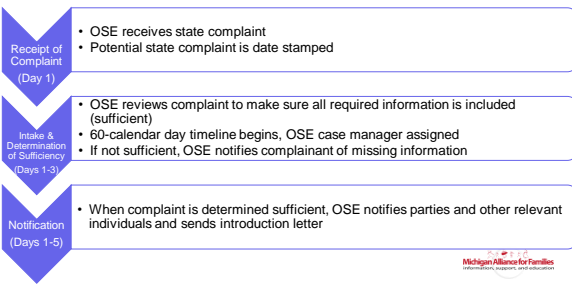 Receipt of
Complaint
(Day 1)
• OSE receives state complaint
• Potential state complaint is date stamped
Intake &
Determination
of Sufficiency
(Days 1-3)
• OSE reviews complaint to make sure all required information is included
(sufficient)
• 60-calendar day timeline begins, OSE case manager assigned
• If not sufficient, OSE notifies complainant of missing information
Notification
(Days 1-5)
• When complaint is determined sufficient, OSE notifies parties and other relevant
individuals and sends introduction letter
Michigan Alliance for Families
information, support, and education